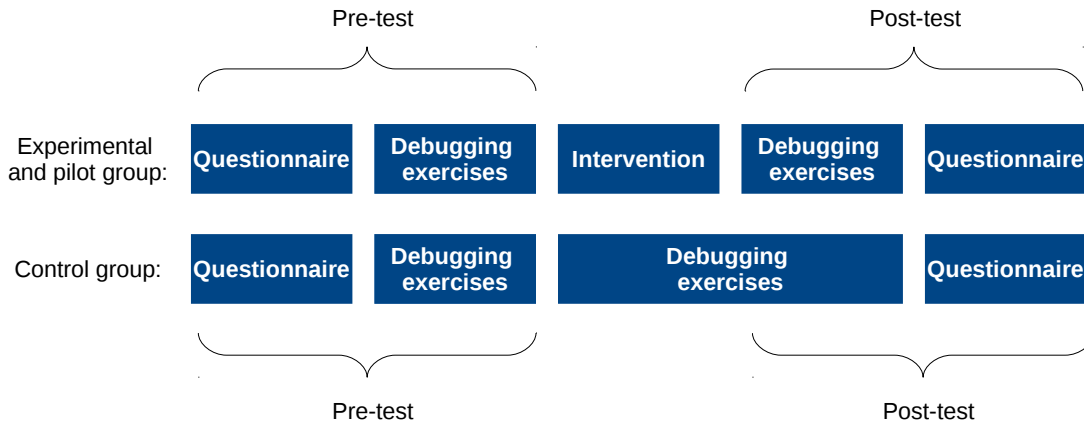 Pre-test
Post-test
Experimental
and pilot group:
Questionnaire
Debugging
exercises
Intervention
Debugging
exercises
Questionnaire
Control group:
Questionnaire
Debugging
exercises
Debugging
exercises
Questionnaire
Pre-test
Post-test